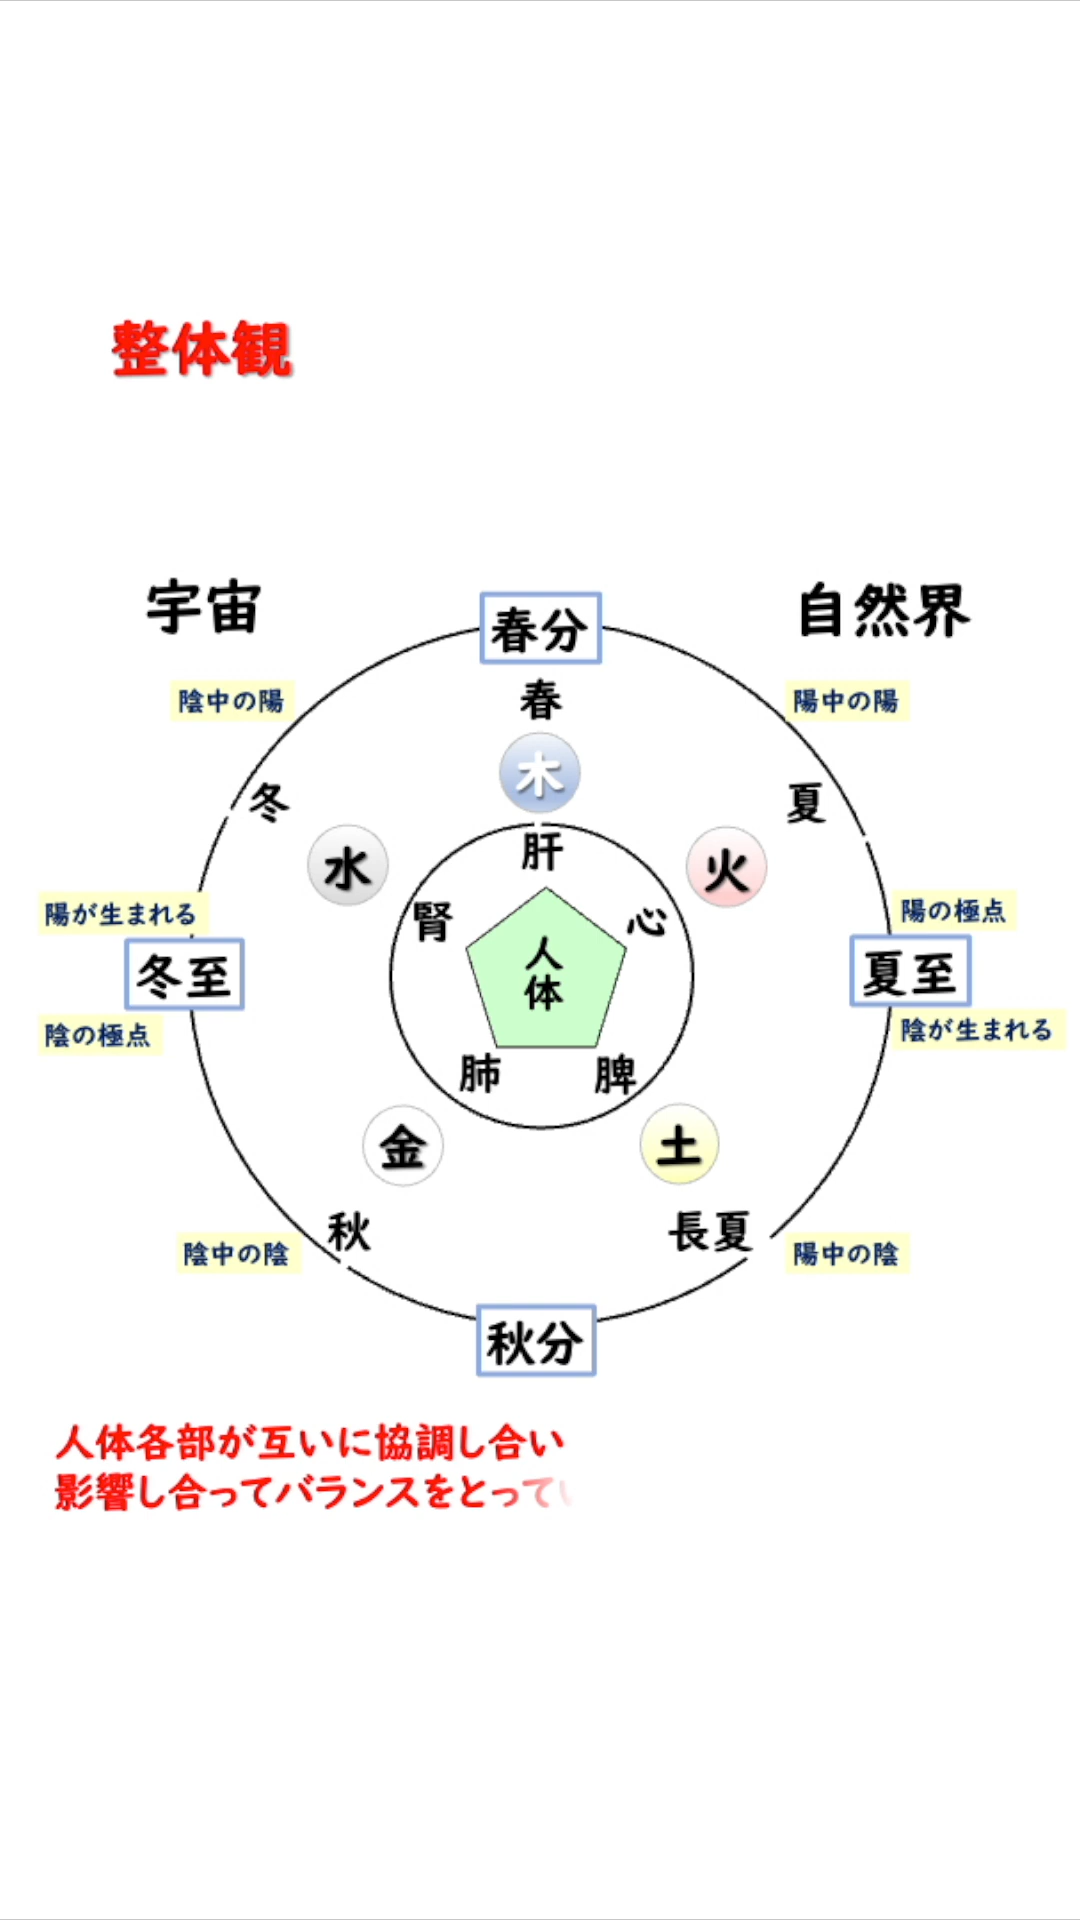 整体観
宇宙
自然界
春分
陰中の陽
陽中の陽
春
木
冬
夏
水
火
肝
腎
心
陽が生まれる
陽の極点
冬至
人体
夏至
陰の極点
陰が生まれる
肺
脾
金
土
秋
長夏
陰中の陰
陽中の陰
秋分
人体各部が互いに協調し合い
影響し合ってバランスをとってい